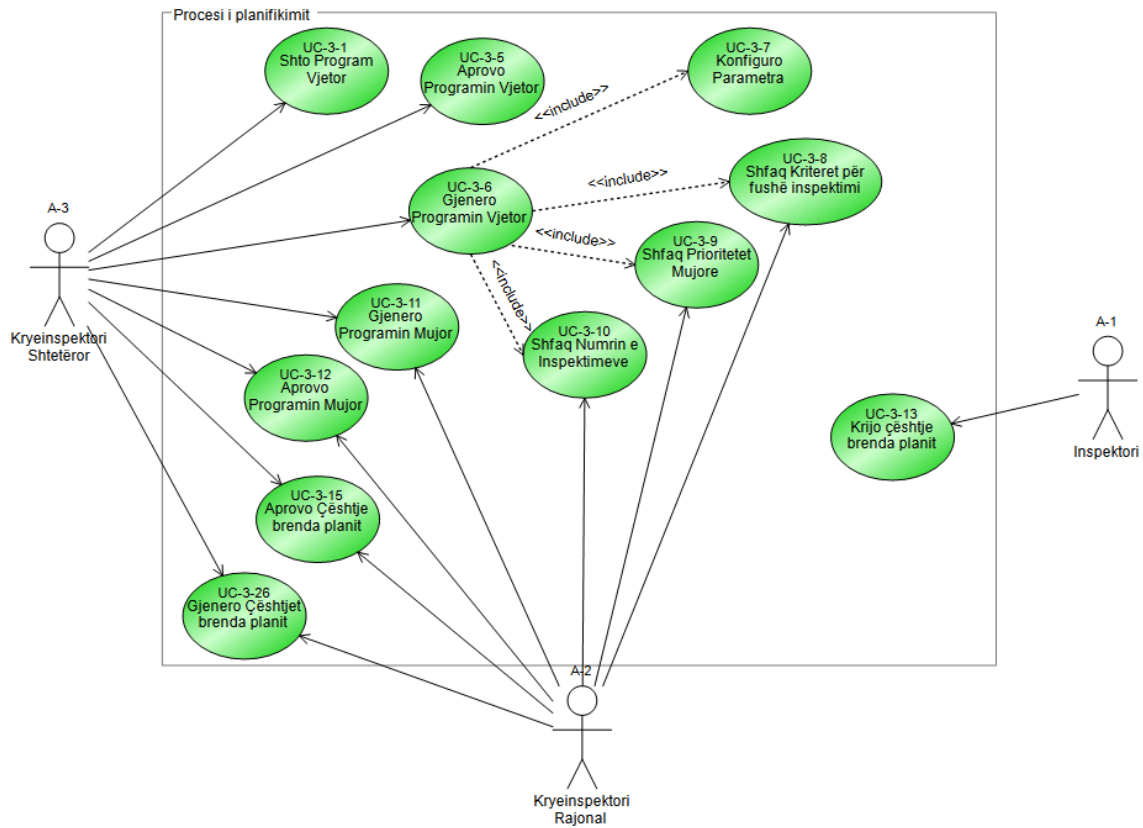 Procesi i planifikimit
UC-3-1
Shto Program
Vjetor
UC-3-5
Aprovo
Programin Vjetor
UC-3-7
Konfiguro
Parametra
<<include>>
UC-3-8
Shfaq Kriteret për
fushë inspektimi
<<include>>
UC-3-6
Gjenero
Programin Vjetor
<<include>>
UC-3-9
Shfaq Prioritetet
Mujore
<<include>>
A-3
Kryeinspektori
Shtetëror
UC-3-11
Gjenero
Programin Mujor
UC-3-10
Shfaq Numrin e
Inspektimeve
A-1
Inspektori
UC-3-12
Aprovo
Programin Mujor
UC-3-13
Krijo çështje
brenda planit
UC-3-15
Aprovo Çështje
brenda planit
UC-3-26
Gjenero Çështjet
brenda planit
A-2
Kryeinspektori
Rajonal